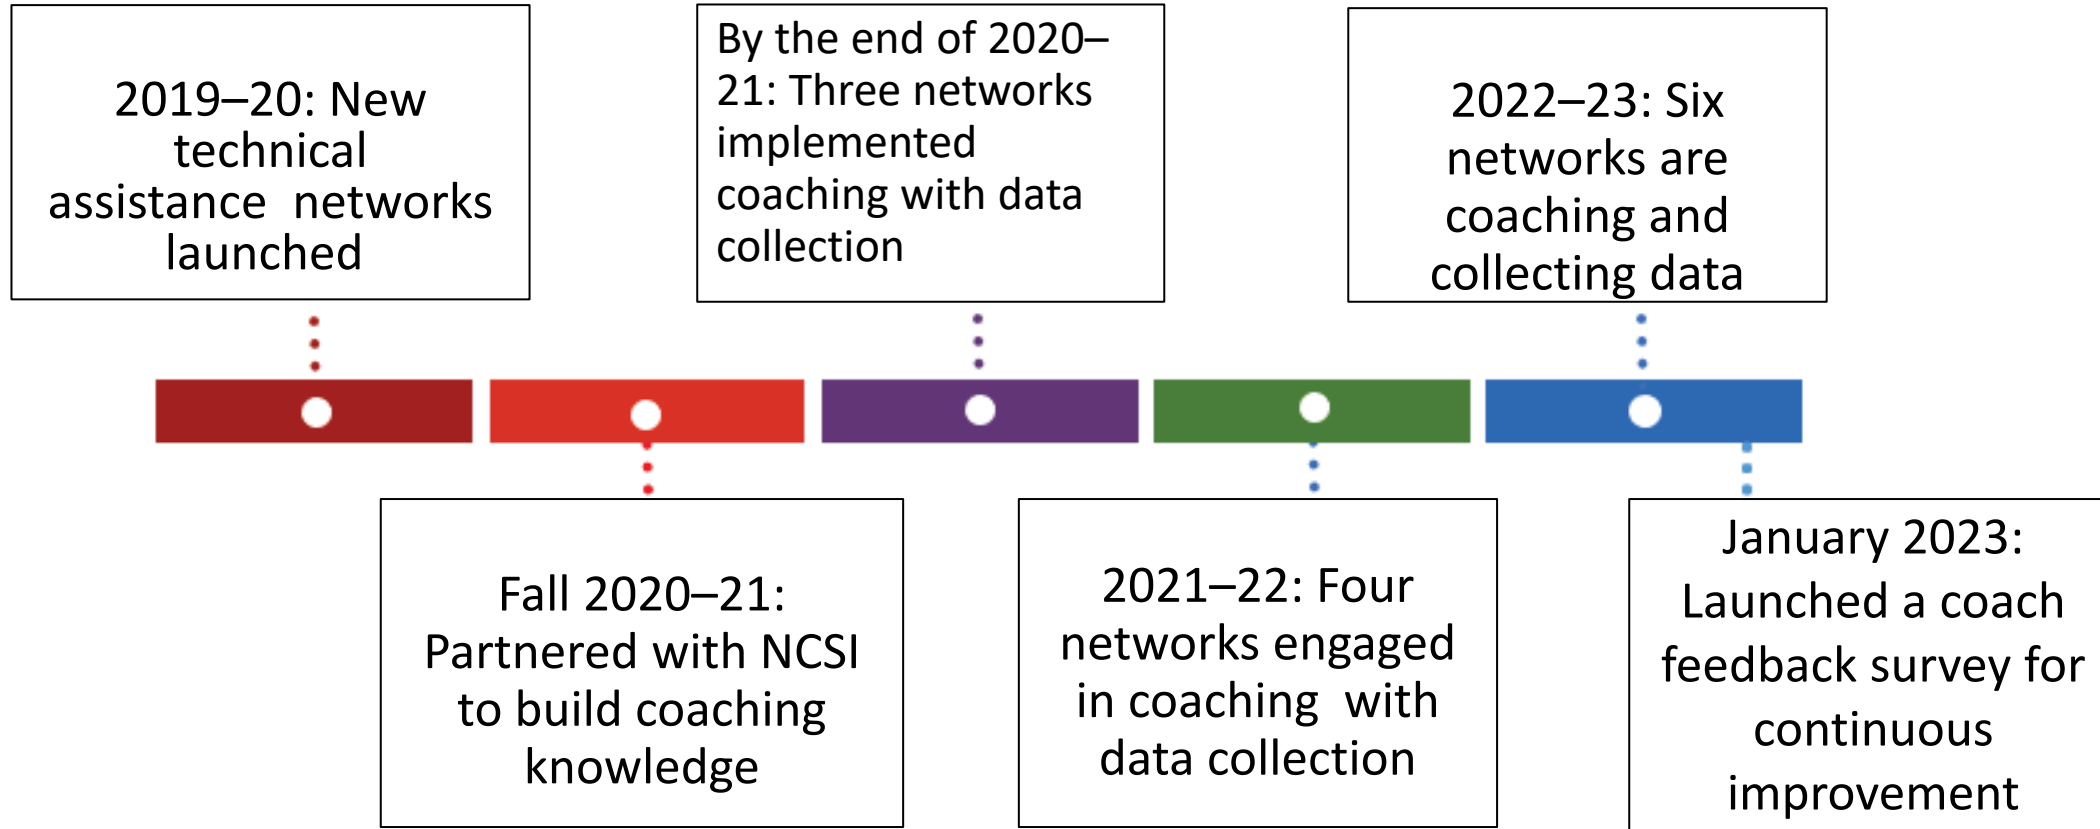 2019–20: New
technical
assistance  networks
launched
Fall 2020–21:
Partnered with NCSI
to build coaching
knowledge
By the end of 2020–
21: Three networks
implemented
coaching with data
collection
2021–22: Four
networks engaged
in coaching  with
data collection
2022–23: Six
networks are
coaching and
collecting data
January 2023:
Launched a coach
feedback survey for
continuous
improvement